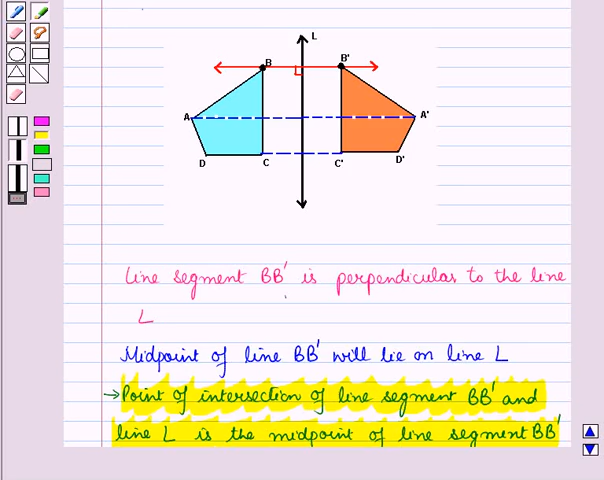 L
B B'
A A'
D C C' D'
Line segment BB' is perpendicular to the line
L
Midpoint of line BB' will lie on line L
→ Point of intersection of line segment BB' and
line L is the midpoint of line segment BB'